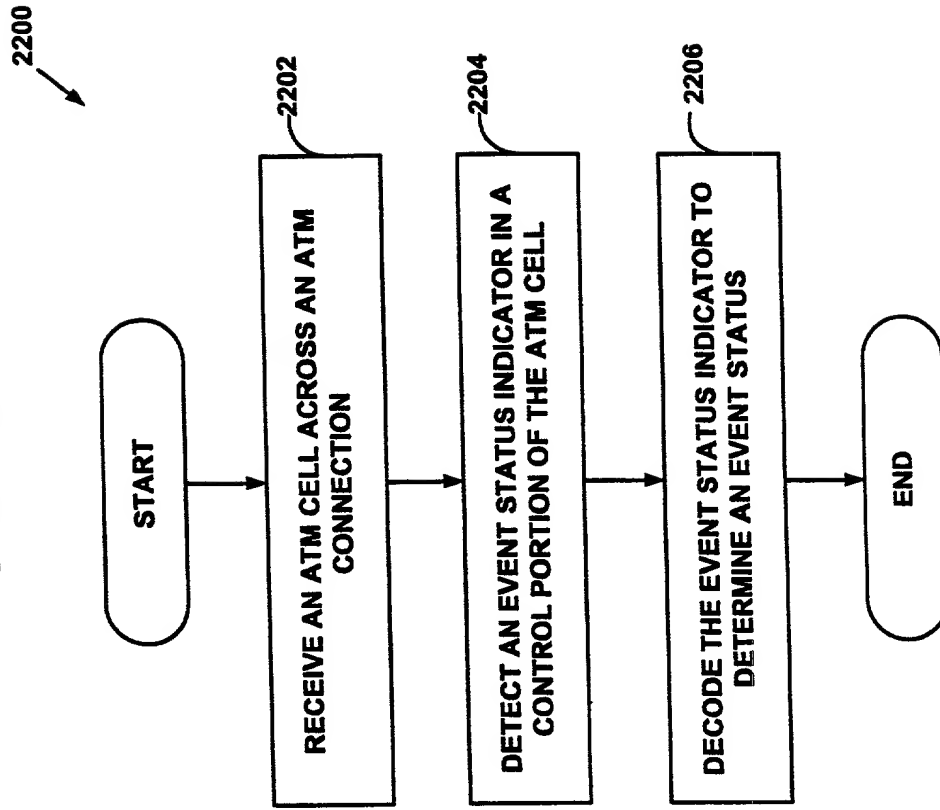 2200
START
2202
RECEIVE AN ATM CELL ACROSS AN ATM
CONNECTION
2204
DETECT AN EVENT STATUS INDICATOR IN A
CONTROL PORTION OF THE ATM CELL
2206
DECODE THE EVENT STATUS INDICATOR TO
DETERMINE AN EVENT STATUS
END